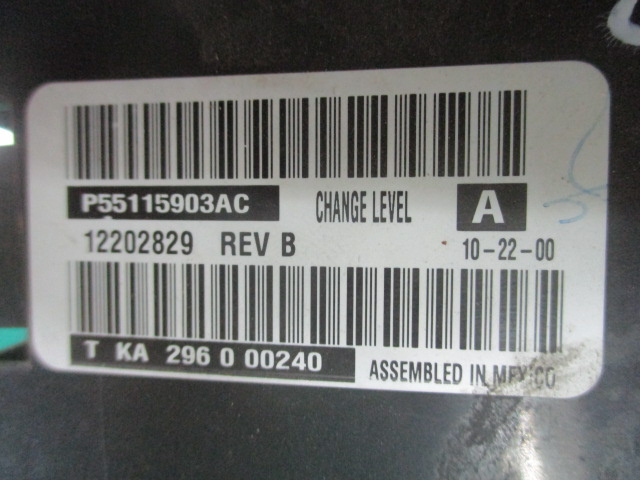 P55115903AC CHANGE LEVEL A
12202829 REV B 10-22-00
T KA 296 0 00240 ASSEMBLED IN MEXICO